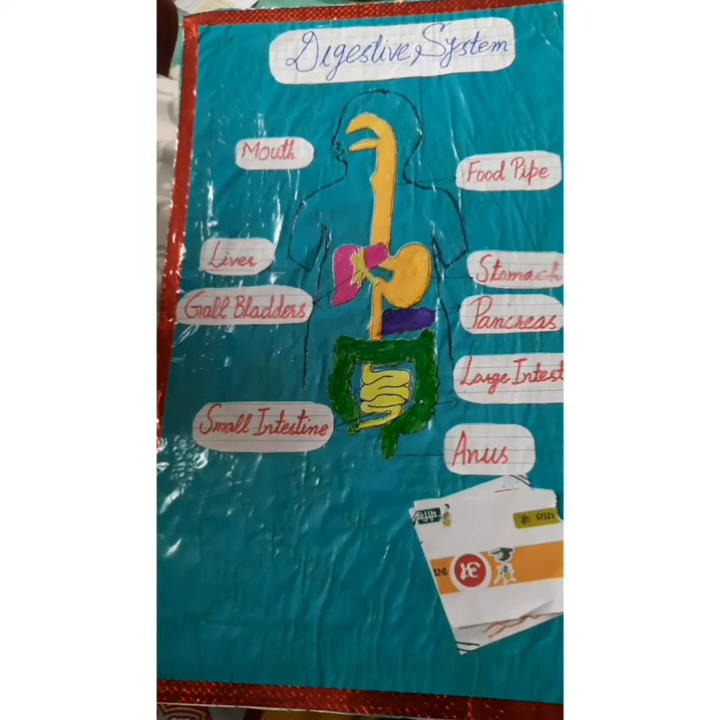 Digestive System
Mouth
Food Pipe
Liver
Stomach
Gall Bladders
Pancreas
Large Intest
Small Intestine
Anus